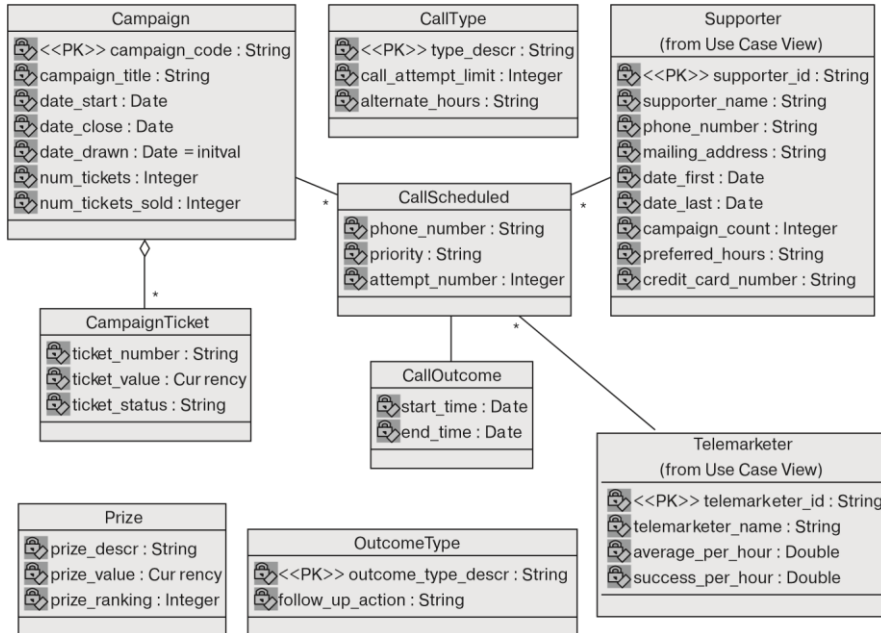 Campaign
<<PK>> campaign_code : String
campaign_title : String
date_start : Date
date_close : Date
date_drawn : Date = initval
num_tickets : Integer
num_tickets_sold : Integer
CallType
<<PK>> type_descr : String
call_attempt_limit : Integer
alternate_hours : String
Supporter
(from Use Case View)
<<PK>> supporter_id : String
supporter_name : String
phone_number : String
mailing_address : String
date_first : Date
date_last : Date
campaign_count : Integer
preferred_hours : String
credit_card_number : String
*
CallScheduled
phone_number : String
priority : String
attempt_number : Integer
*
*
*
CampaignTicket
ticket_number : String
ticket_value : Cur rency
ticket_status : String
CallOutcome
start_time : Date
end_time : Date
Telemarketer
(from Use Case View)
<<PK>> telemarketer_id : String
telemarketer_name : String
average_per_hour : Double
success_per_hour : Double
Prize
prize_descr : String
prize_value : Cur rency
prize_ranking : Integer
OutcomeType
<<PK>> outcome_type_descr : String
follow_up_action : String